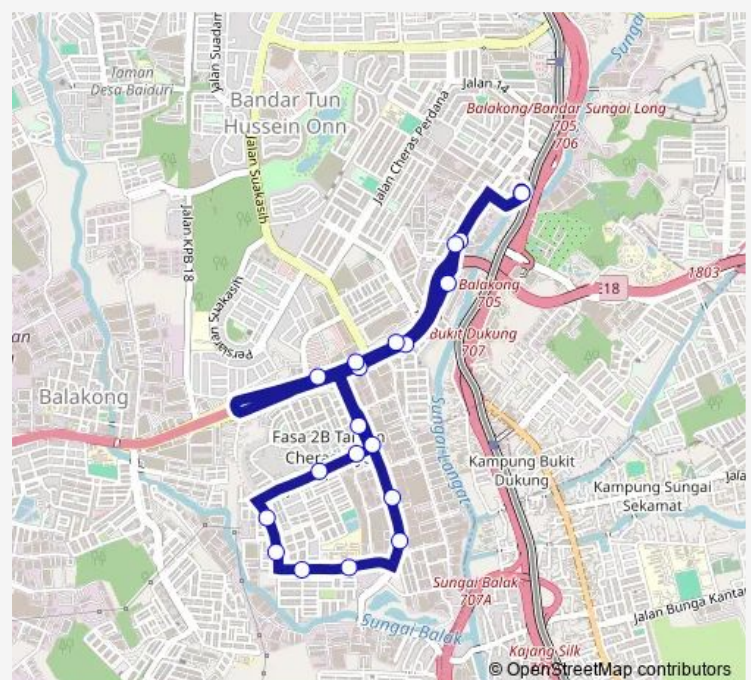 Jalan Suadam
Sungai
Taman
Desa Baiduri
Jalan 14
Bandar Tun
Hussein Onn
Balakong/Bandar Sungai Long
705,
706
Jalan Cheras Perdana
Jalan Suakasih
Jalan KPB 18
1803
E18
Balakong
705
Persiaran Suakasih
Bukit Dukung
707
an
Balakong
Sungai Langat
Fasa 2B
Kampung Bukit
Dukung
Kampung Sungai
Sekamat
Jala
Sungai Balak
707A
Jalan Bunga Kantan
Sungai Balak
Kajang Silk
© OpenStreetMap contributors